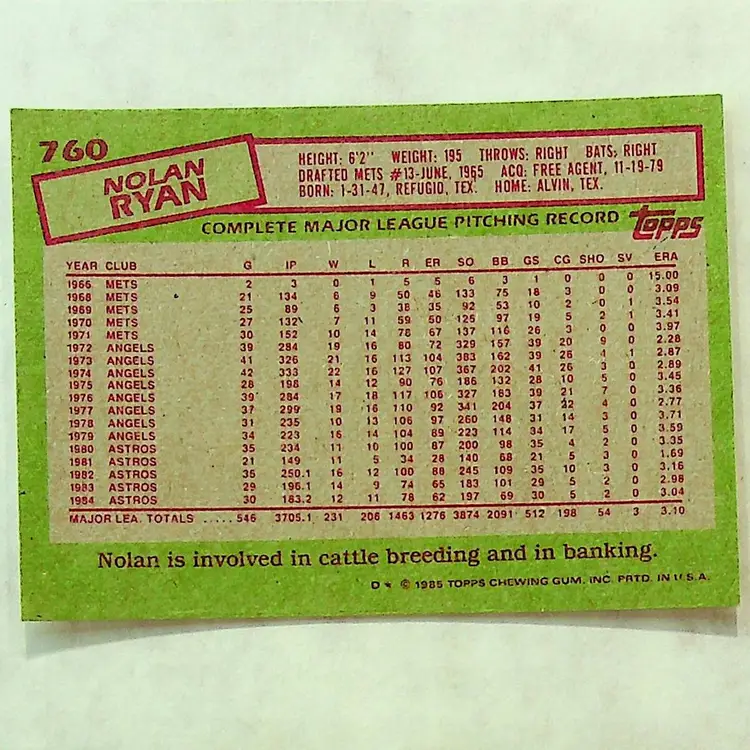 760
NOLAN
RYAN
HEIGHT: 6'2" WEIGHT: 195 THROWS: RIGHT BATS: RIGHT
DRAFTED METS #13-JUNE, 1965 ACQ: FREE AGENT, 11-19-79
BORN: 1-31-47, REFUGIO, TEX. HOME: ALVIN, TEX.
COMPLETE MAJOR LEAGUE PITCHING RECORD topps
YEAR CLUB G IP W L R ER SO BB GS CG SHO SV ERA
1966 METS 2 3 0 1 5 5 6 3 1 0 0 0 15.00
1968 METS 21 134 6 9 50 46 133 75 18 3 0 0 3.09
1969 METS 25 89 6 3 38 35 92 53 10 2 0 1 3.54
1970 METS 27 132 7 11 59 50 125 97 19 5 2 1 3.41
1971 METS 30 152 10 14 78 67 137 116 26 3 0 0 3.97
1972 ANGELS 39 284 19 16 80 72 329 157 39 20 9 0 2.28
1973 ANGELS 41 326 21 16 113 104 383 162 39 26 4 1 2.87
1974 ANGELS 42 333 22 16 127 107 367 202 41 26 3 0 2.89
1975 ANGELS 28 198 14 12 90 76 186 132 28 10 5 0 3.45
1976 ANGELS 39 284 17 18 117 106 327 183 39 21 7 0 3.36
1977 ANGELS 37 299 19 16 110 92 341 204 37 22 4 0 2.77
1978 ANGELS 31 235 10 13 106 97 260 148 31 14 3 0 3.71
1979 ANGELS 34 223 16 14 104 89 223 114 34 17 5 0 3.59
1980 ASTROS 35 234 11 10 100 87 200 98 35 4 2 0 3.35
1981 ASTROS 21 149 11 5 34 28 140 68 21 5 3 0 1.69
1982 ASTROS 35 250.1 16 12 100 88 245 109 35 10 3 0 3.16
1983 ASTROS 29 196.1 14 9 74 65 183 101 29 5 2 0 2.98
1984 ASTROS 30 183.2 12 11 78 62 197 69 30 5 2 0 3.04
MAJOR LEA. TOTALS ..... 546 3705.1 231 206 1463 1276 3874 2091 512 198 54 3 3.10
Nolan is involved in cattle breeding and in banking.
D★ © 1985 TOPPS CHEWING GUM, INC. PRTD. IN U.S.A.